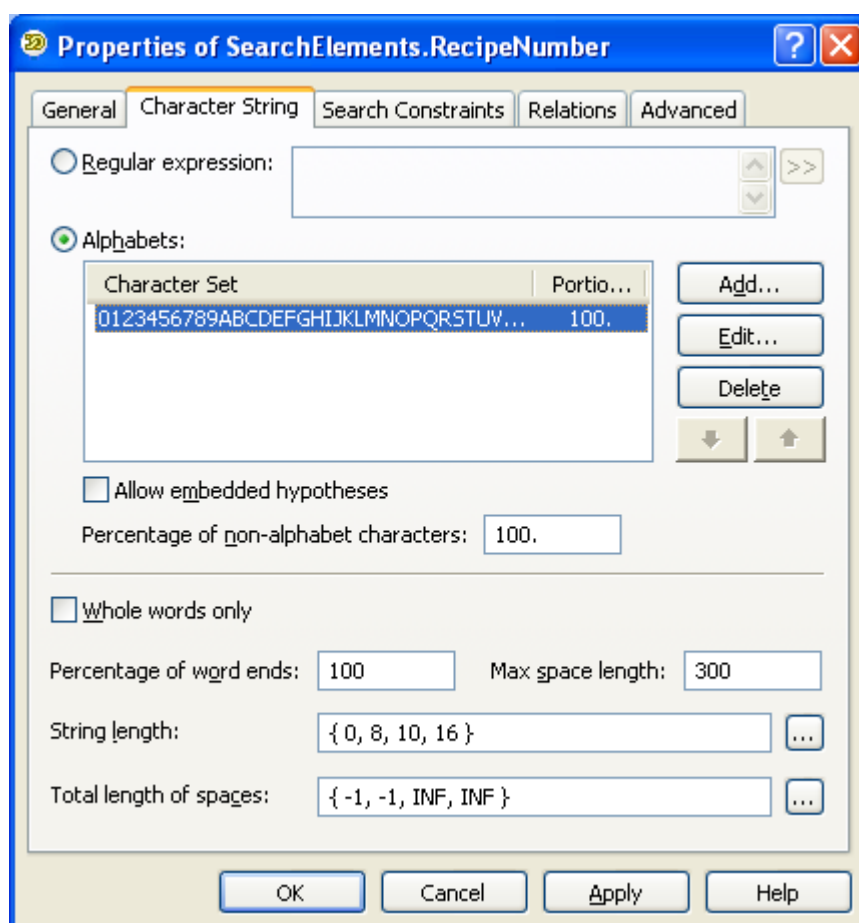 Properties of SearchElements.RecipeNumber
General Character String Search Constraints Relations Advanced
Regular expression: >>
Alphabets:
Character Set Portio... Add...
0123456789ABCDEFGHIJKLMNOPQRSTUV... 100.
Edit...
Delete
Allow embedded hypotheses
Percentage of non-alphabet characters: 100.
Whole words only
Percentage of word ends: 100 Max space length: 300
String length: { 0, 8, 10, 16 } ...
Total length of spaces: { -1, -1, INF, INF } ...
OK Cancel Apply Help